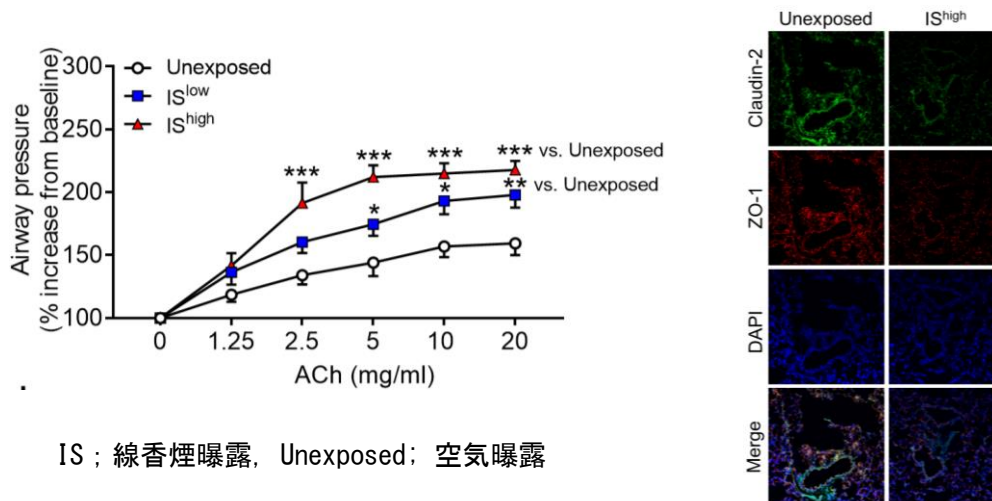 Unexposed
IS^low
IS^high
300
250
200
150
100
Airway pressure
(% increase from baseline)
*** *** *** *** vs. Unexposed
* * ** vs. Unexposed
0 1.25 2.5 5 10 20
ACh (mg/ml)
IS；線香煙曝露, Unexposed; 空気曝露
Unexposed IS^high
Claudin-2
ZO-1
DAPI
Merge